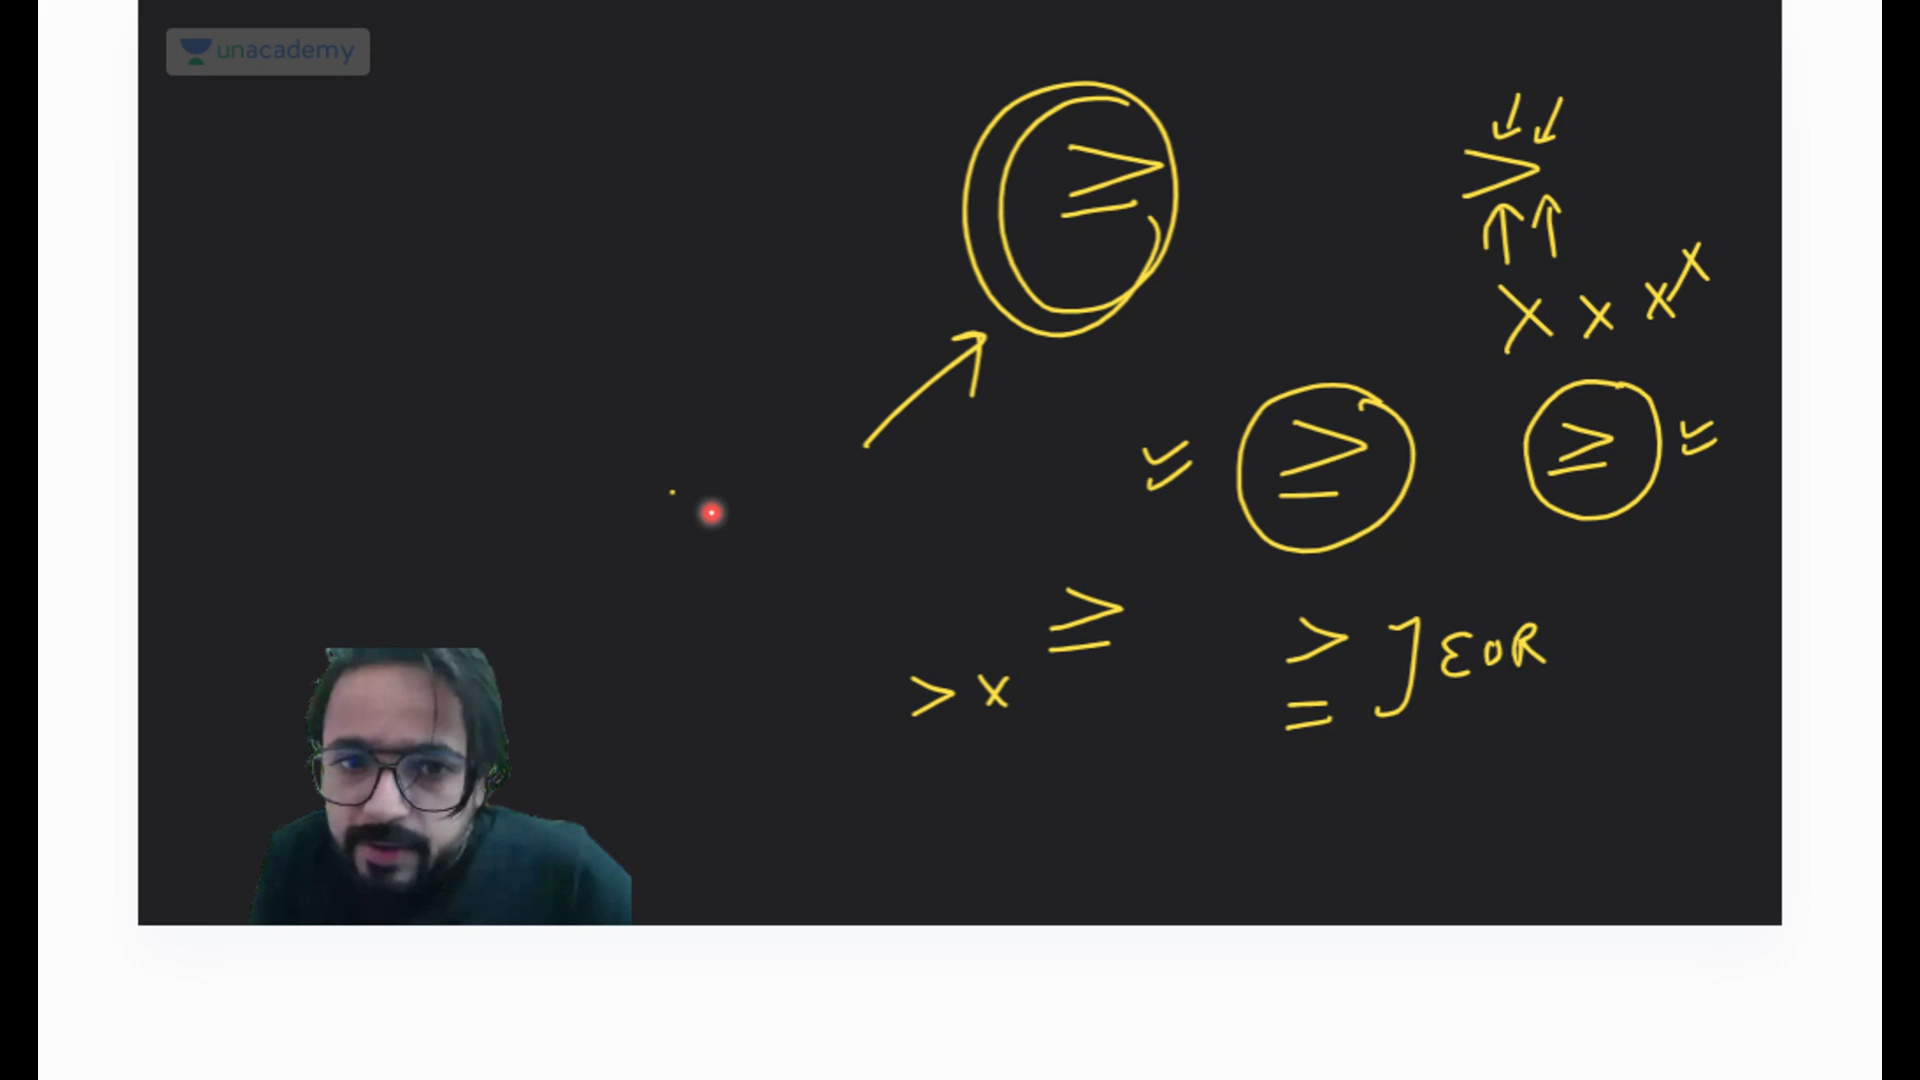 unacademy
≥
>
x x x x
≥ ≥
≥
> x
> ] EOR
=